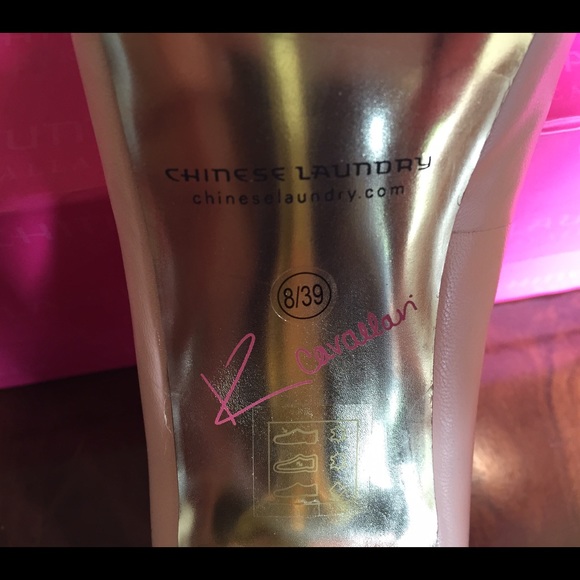 CHINESE LAUNDRY
chineselaundry.com
8/39
K Cavallari